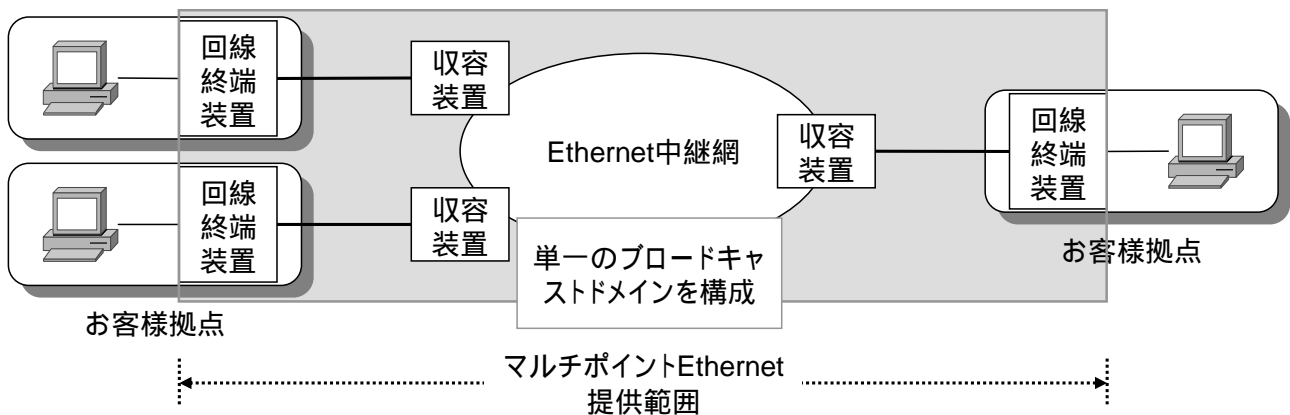 回線
終端
装置
収容
装置
回線
終端
装置
収容
装置
Ethernet中継網
収容
装置
回線
終端
装置
単一のブロードキャ
ストドメインを構成
お客様拠点
お客様拠点
マルチポイントEthernet
提供範囲